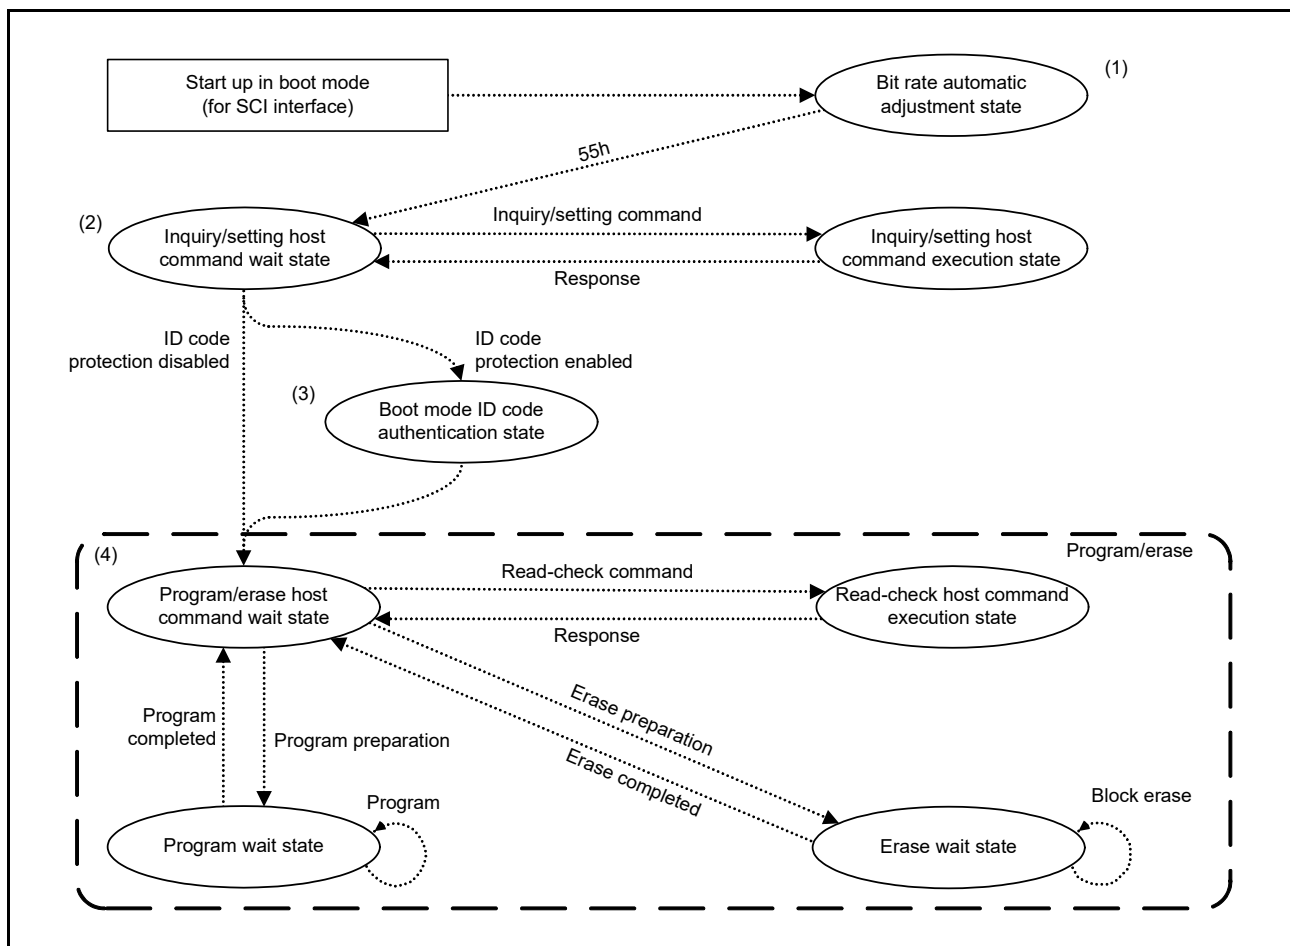 Start up in boot mode
(for SCI interface)
Bit rate automatic
adjustment state
(1)
55h
(2)
Inquiry/setting host
command wait state
Inquiry/setting command
Response
Inquiry/setting host
command execution state
ID code
protection disabled
ID code
protection enabled
(3)
Boot mode ID code
authentication state
(4)
Program/erase
Program/erase host
command wait state
Read-check command
Response
Read-check host command
execution state
Program
completed
Program preparation
Erase preparation
Erase completed
Program
Program wait state
Block erase
Erase wait state